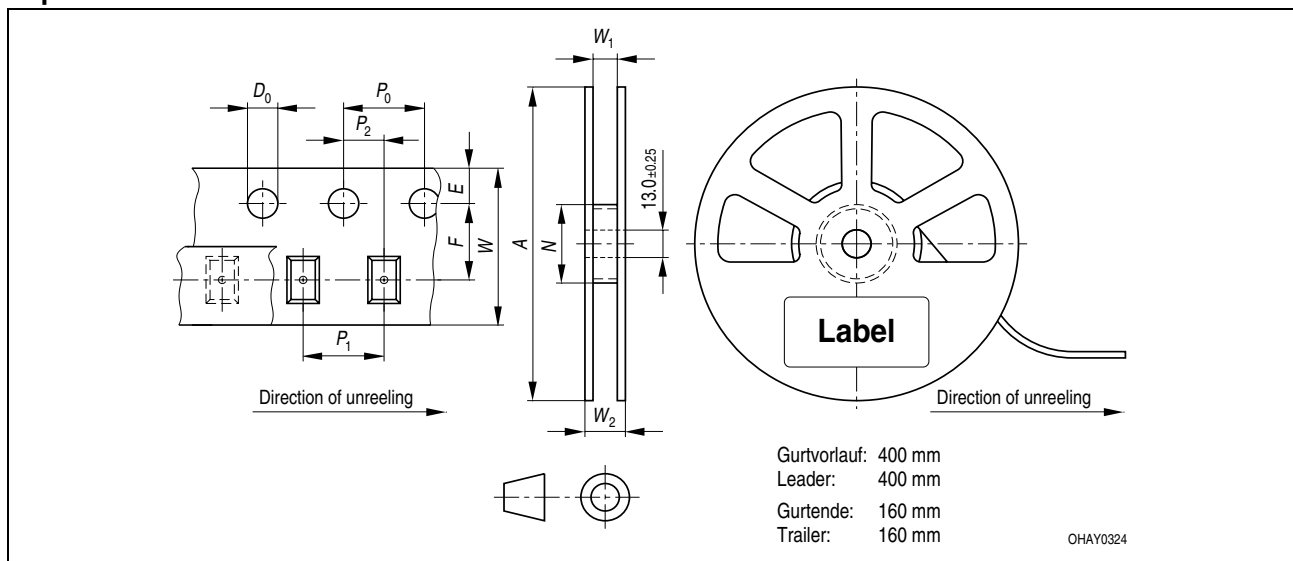 W₁
D₀
P₀
P₂
E
F
W
A
N
13.0±0.25
Label
P₁
Direction of unreeling
W₂
Direction of unreeling
Gurtvorlauf: 400 mm
Leader: 400 mm
Gurtende: 160 mm
Trailer: 160 mm
OHAY0324